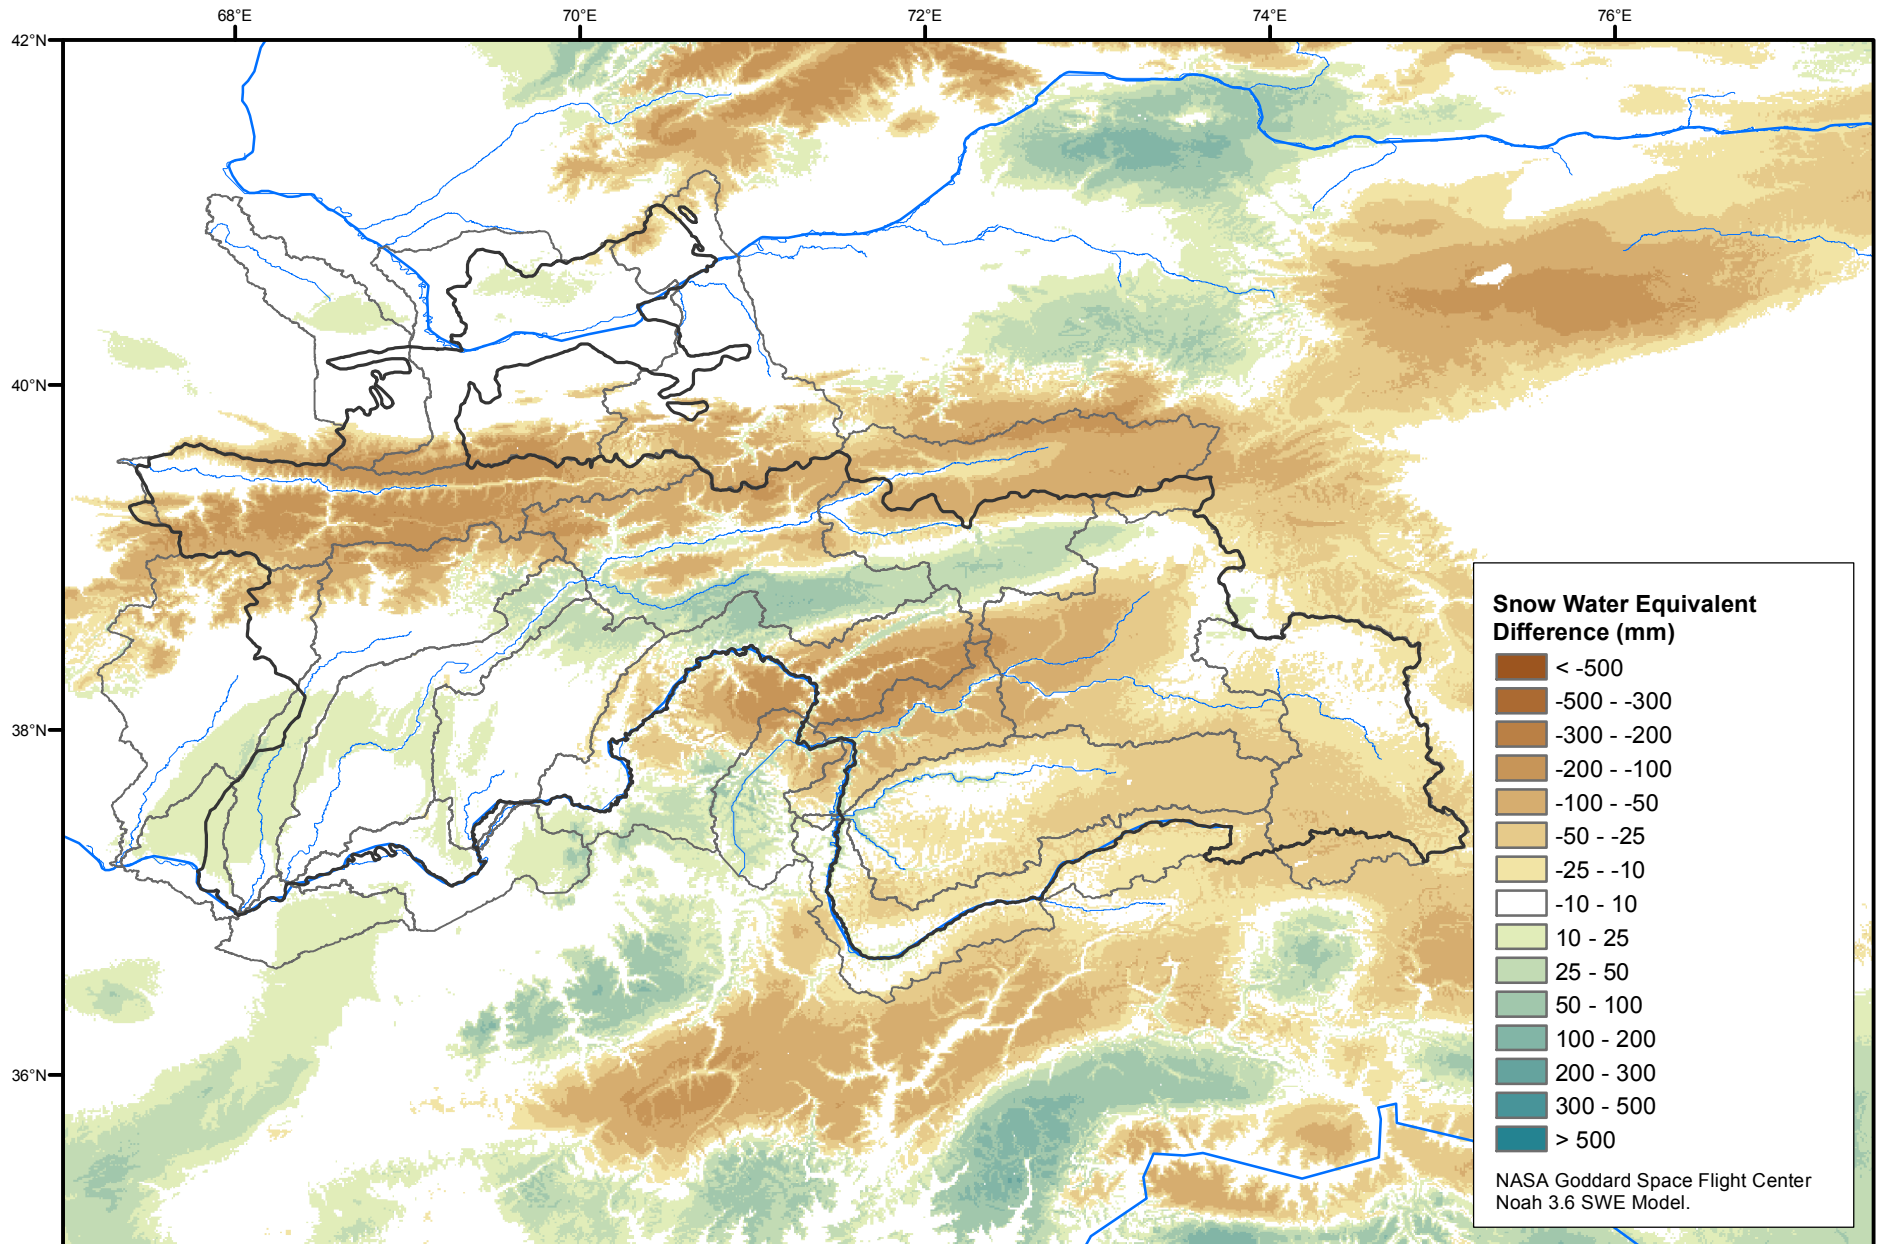 68°E 70°E 72°E 74°E 76°E
42°N
40°N
38°N
36°N
Snow Water Equivalent
Difference (mm)
< -500
-500 - -300
-300 - -200
-200 - -100
-100 - -50
-50 - -25
-25 - -10
-10 - 10
10 - 25
25 - 50
50 - 100
100 - 200
200 - 300
300 - 500
> 500
NASA Goddard Space Flight Center
Noah 3.6 SWE Model.